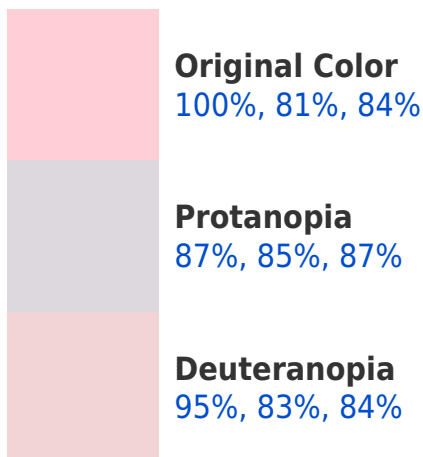 Original Color
100%, 81%, 84%
Protanopia
87%, 85%, 87%
Deuteranopia
95%, 83%, 84%